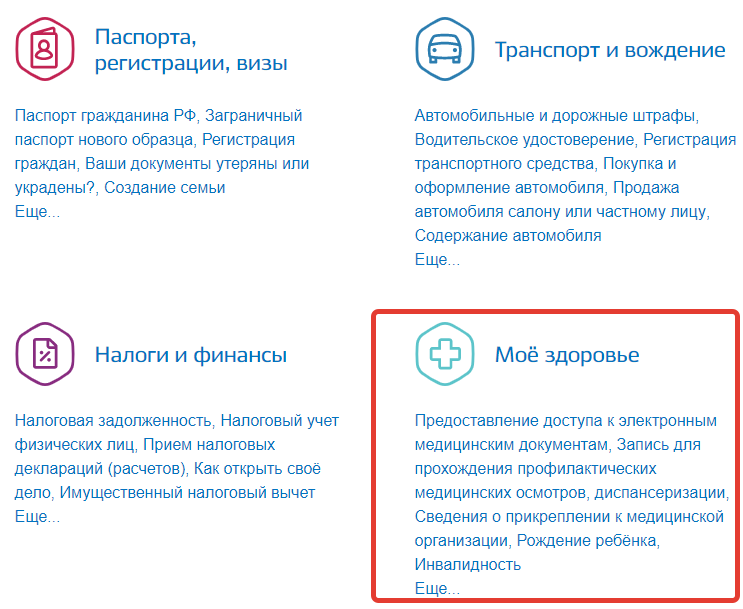 Паспорта,
регистрации, визы
Паспорт гражданина РФ, Заграничный
паспорт нового образца, Регистрация
граждан, Ваши документы утеряны или
украдены?, Создание семьи
Еще...
Транспорт и вождение
Автомобильные и дорожные штрафы,
Водительское удостоверение, Регистрация
транспортного средства, Покупка и
оформление автомобиля, Продажа
автомобиля салону или частному лицу,
Содержание автомобиля
Еще...
Налоги и финансы
Налоговая задолженность, Налоговый учет
физических лиц, Прием налоговых
деклараций (расчетов), Как открыть своё
дело, Имущественный налоговый вычет
Еще...
Моё здоровье
Предоставление доступа к электронным
медицинским документам, Запись для
прохождения профилактических
медицинских осмотров, диспансеризации,
Сведения о прикреплении к медицинской
организации, Рождение ребёнка,
Инвалидность
Еще...